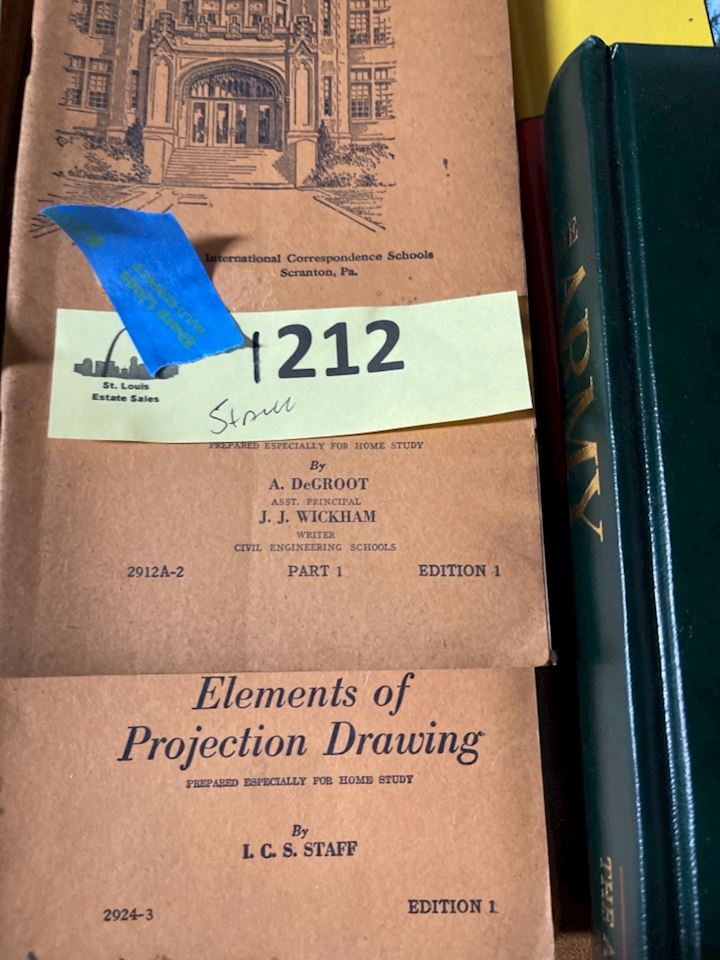 International Correspondence Schools
Scranton, Pa.
1212
St. Louis
Estate Sales
PREPARED ESPECIALLY FOR HOME STUDY
By
A. DeGROOT
ASST. PRINCIPAL
J. J. WICKHAM
WRITER
CIVIL ENGINEERING SCHOOLS
2912A-2 PART 1 EDITION 1
Elements of
Projection Drawing
PREPARED ESPECIALLY FOR HOME STUDY
By
I. C. S. STAFF
2924-3 EDITION 1
ARMY